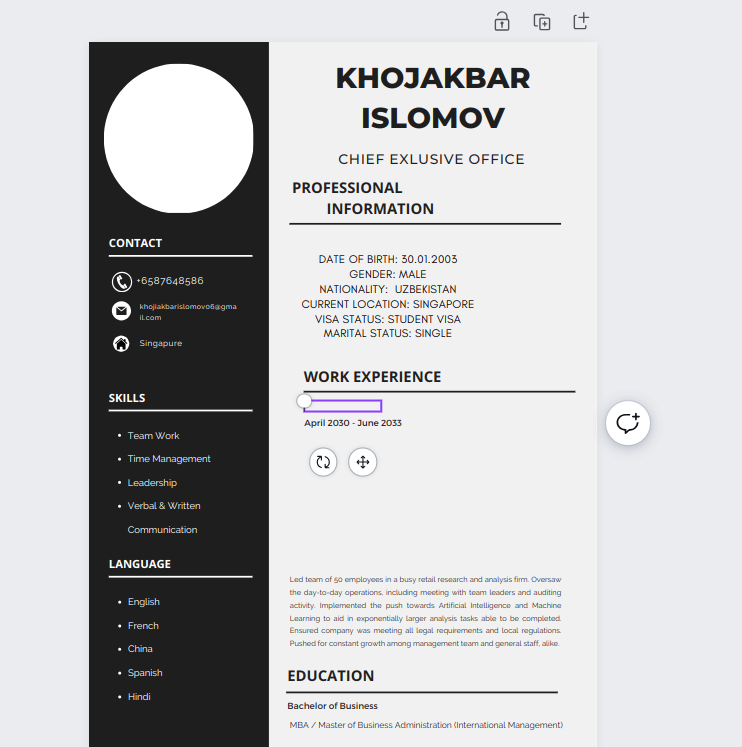 KHOJAKBAR
ISLOMOV
CHIEF EXLUSIVE OFFICE
CONTACT
+6587648586
khojiakbarislomov06@gma
il.com
Singapure
SKILLS
Team Work
Time Management
Leadership
Verbal & Written
Communication
LANGUAGE
English
French
China
Spanish
Hindi
PROFESSIONAL
INFORMATION
DATE OF BIRTH: 30.01.2003
GENDER: MALE
NATIONALITY: UZBEKISTAN
CURRENT LOCATION: SINGAPORE
VISA STATUS: STUDENT VISA
MARITAL STATUS: SINGLE
WORK EXPERIENCE
April 2030 - June 2033
Led team of 50 employees in a busy retail research and analysis firm. Oversaw
the day-to-day operations, including meeting with team leaders and auditing
activity. Implemented the push towards Artificial Intelligence and Machine
Learning to aid in exponentially larger analysis tasks able to be completed.
Ensured company was meeting all legal requirements and local regulations.
Pushed for constant growth among management team and general staff, alike.
EDUCATION
Bachelor of Business
MBA / Master of Business Administration (International Management)